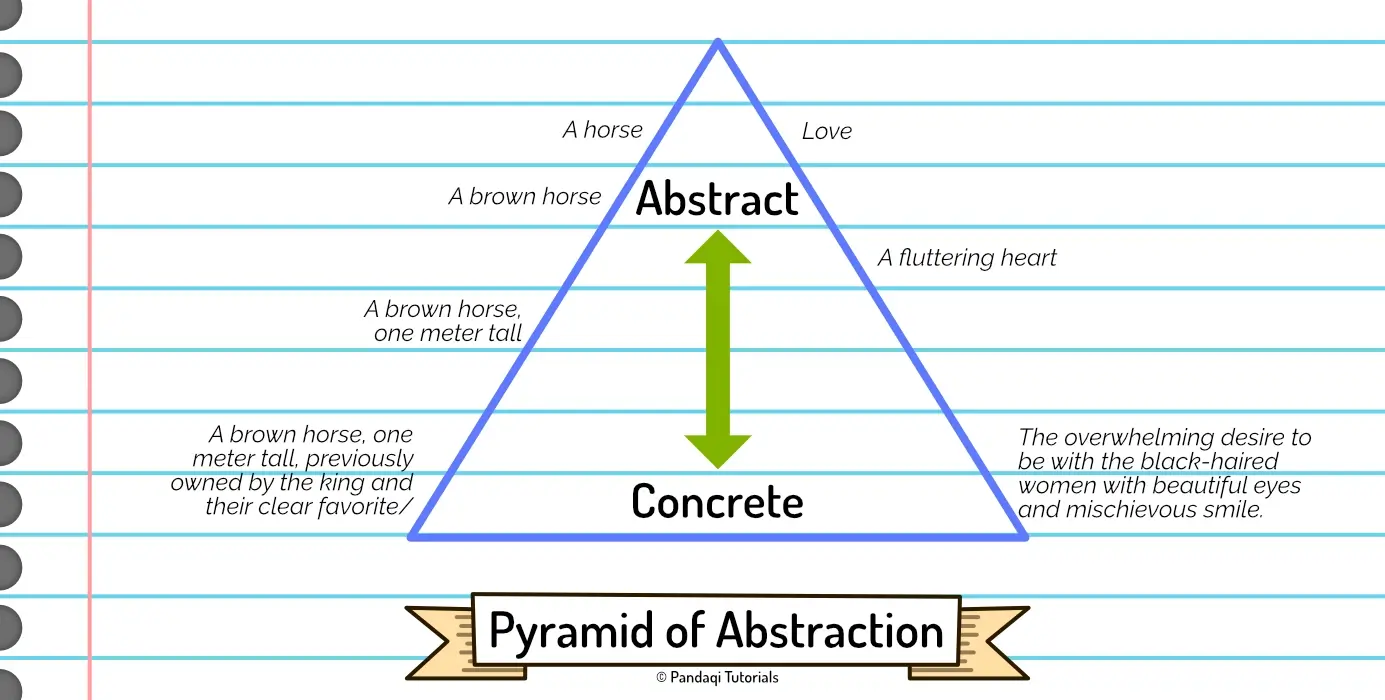 A horse
Love
A brown horse
Abstract
A fluttering heart
A brown horse,
one meter tall
A brown horse, one
meter tall, previously
owned by the king and
their clear favorite/
The overwhelming desire to
be with the black-haired
women with beautiful eyes
and mischievous smile.
Concrete
Pyramid of Abstraction
© Pandaqi Tutorials